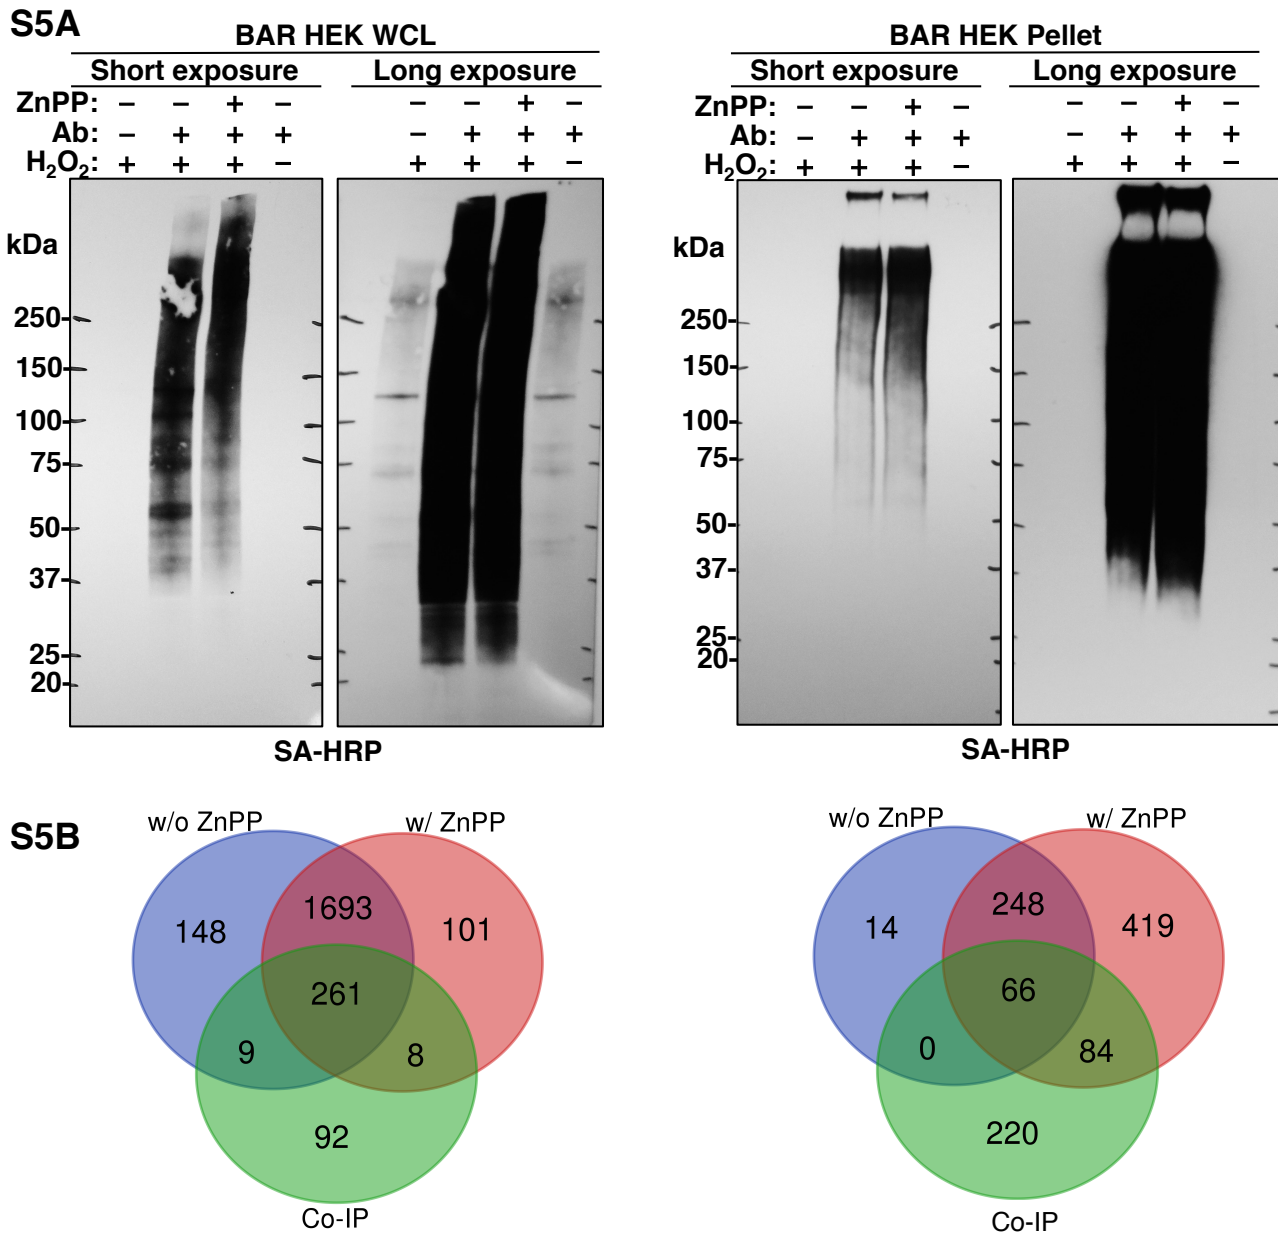 S5A
BAR HEK WCL
Short exposure Long exposure
ZnPP: – – + – – – + –
Ab: – + + + – + + +
H₂O₂: + + + – + + + –
kDa
250
150
100
75
50
37
25
20
SA-HRP
BAR HEK Pellet
Short exposure Long exposure
ZnPP: – – + – – – + –
Ab: – + + + – + + +
H₂O₂: + + + – + + + –
kDa
250
150
100
75
50
37
25
20
SA-HRP
S5B
w/o ZnPP w/ ZnPP
148 1693 101
261
9 8
92
Co-IP
w/o ZnPP w/ ZnPP
14 248 419
66
0 84
220
Co-IP